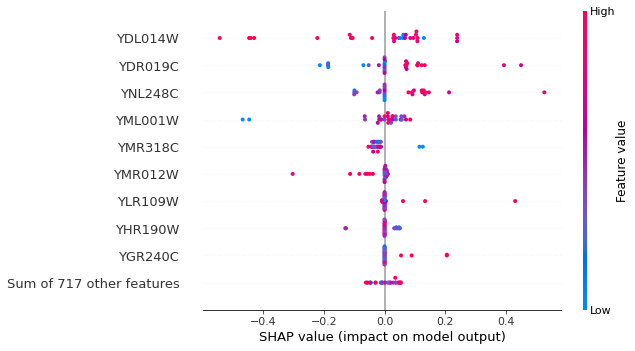 High
YDL014W
YDR019C
YNL248C
YML001W
YMR318C
YMR012W
YLR109W
YHR190W
YGR240C
Sum of 717 other features
Feature value
Low
−0.4 −0.2 0.0 0.2 0.4
SHAP value (impact on model output)